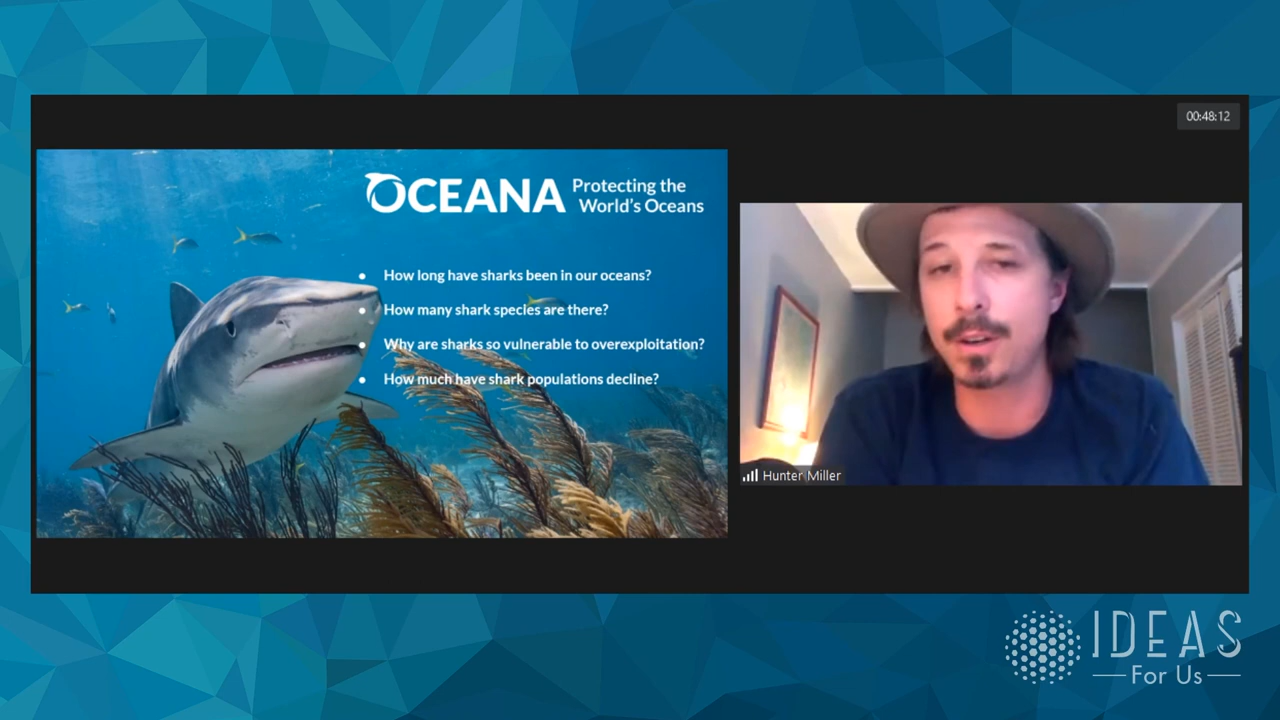 00:48:12
OCEANA Protecting the
World's Oceans
• How long have sharks been in our oceans?
• How many shark species are there?
• Why are sharks so vulnerable to overexploitation?
• How much have shark populations decline?
Hunter Miller
IDEAS
For Us